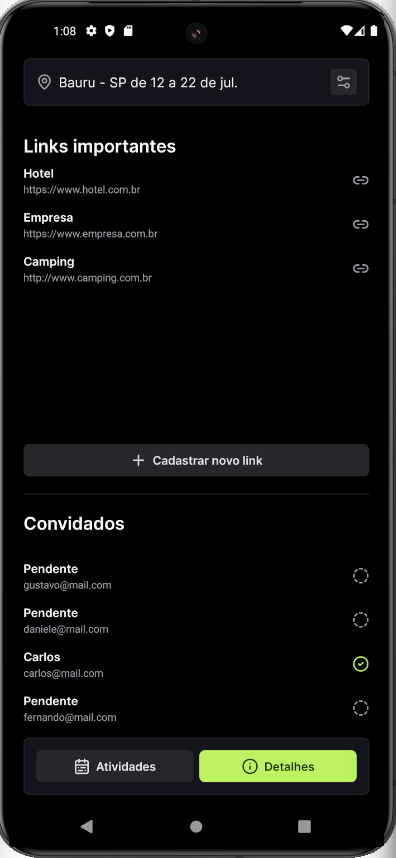 1:08
Bauru - SP de 12 a 22 de jul.
Links importantes
Hotel
https://www.hotel.com.br
Empresa
https://www.empresa.com.br
Camping
http://www.camping.com.br
Cadastrar novo link
Convidados
Pendente
gustavo@mail.com
Pendente
daniele@mail.com
Carlos
carlos@mail.com
Pendente
fernando@mail.com
Atividades
Detalhes